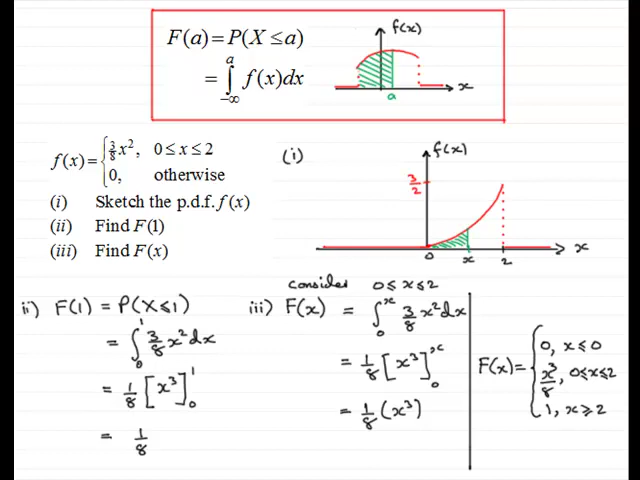 F(a) = P(X ≤ a)
= ∫_{-∞}^{a} f(x)dx
f(x)
a
x
f(x) = { 3/8 x², 0 ≤ x ≤ 2
0, otherwise
(i) Sketch the p.d.f. f(x)
(ii) Find F(1)
(iii) Find F(x)
(i)
f(x)
3/2
0
x
2
x
ii) F(1) = P(X ≤ 1)
= ∫_0^1 3/8 x² dx
= 1/8 [x³]_0^1
= 1/8
consider 0 ≤ x ≤ 2
iii) F(x) = ∫_0^x 3/8 x² dx
= 1/8 [x³]_0^x
= 1/8 (x³)
F(x) = { 0, x ≤ 0
x³/8, 0 ≤ x ≤ 2
1, x ≥ 2